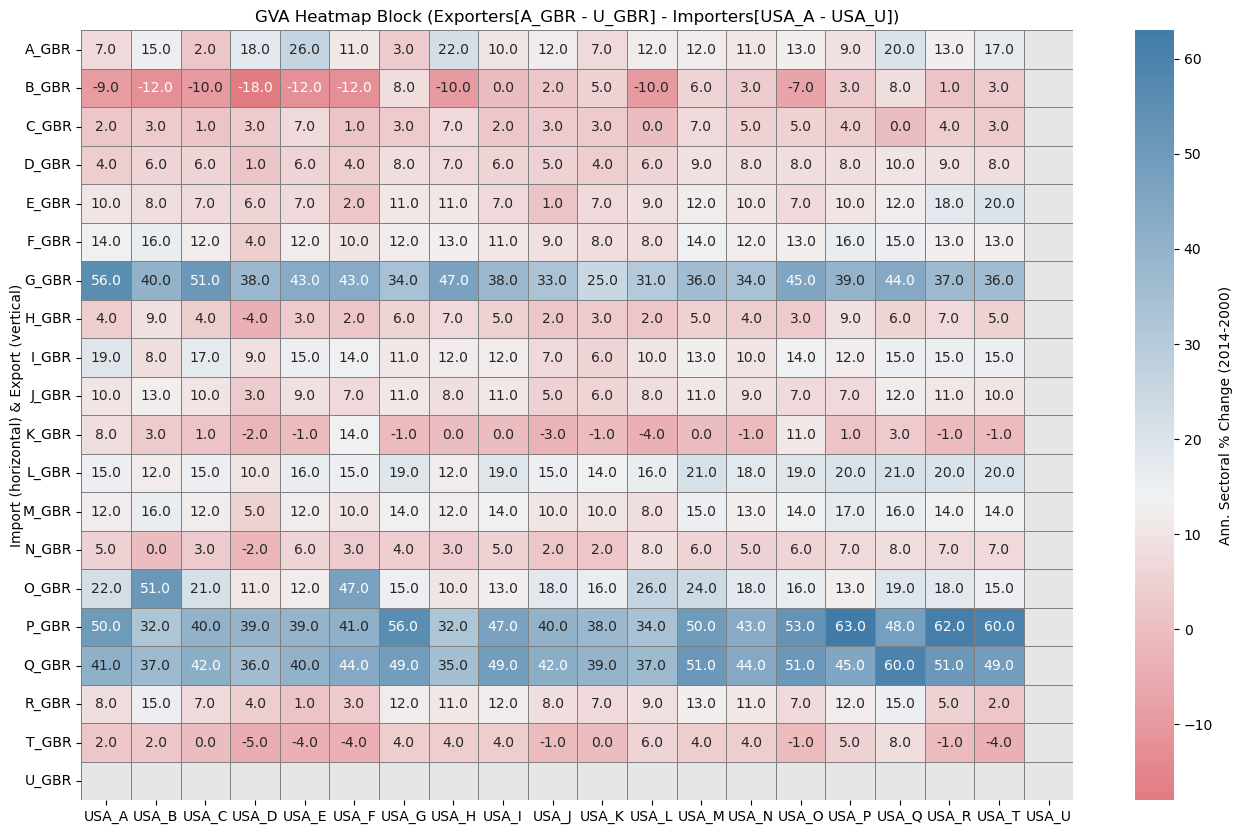 GVA Heatmap Block (Exporters[A_GBR - U_GBR] - Importers[USA_A - USA_U])
Import (horizontal) & Export (vertical)
A_GBR 7.0 15.0 2.0 18.0 26.0 11.0 3.0 22.0 10.0 12.0 7.0 12.0 12.0 11.0 13.0 9.0 20.0 13.0 17.0
B_GBR -9.0 -12.0 -10.0 -18.0 -12.0 -12.0 8.0 -10.0 0.0 2.0 5.0 -10.0 6.0 3.0 -7.0 3.0 8.0 1.0 3.0
C_GBR 2.0 3.0 1.0 3.0 7.0 1.0 3.0 7.0 2.0 3.0 3.0 0.0 7.0 5.0 5.0 4.0 0.0 4.0 3.0
D_GBR 4.0 6.0 6.0 1.0 6.0 4.0 8.0 7.0 6.0 5.0 4.0 6.0 9.0 8.0 8.0 8.0 10.0 9.0 8.0
E_GBR 10.0 8.0 7.0 6.0 7.0 2.0 11.0 11.0 7.0 1.0 7.0 9.0 12.0 10.0 7.0 10.0 12.0 18.0 20.0
F_GBR 14.0 16.0 12.0 4.0 12.0 10.0 12.0 13.0 11.0 9.0 8.0 8.0 14.0 12.0 13.0 16.0 15.0 13.0 13.0
G_GBR 56.0 40.0 51.0 38.0 43.0 43.0 34.0 47.0 38.0 33.0 25.0 31.0 36.0 34.0 45.0 39.0 44.0 37.0 36.0
H_GBR 4.0 9.0 4.0 -4.0 3.0 2.0 6.0 7.0 5.0 2.0 3.0 2.0 5.0 4.0 3.0 9.0 6.0 7.0 5.0
I_GBR 19.0 8.0 17.0 9.0 15.0 14.0 11.0 12.0 12.0 7.0 6.0 10.0 13.0 10.0 14.0 12.0 15.0 15.0 15.0
J_GBR 10.0 13.0 10.0 3.0 9.0 7.0 11.0 8.0 11.0 5.0 6.0 8.0 11.0 9.0 7.0 7.0 12.0 11.0 10.0
K_GBR 8.0 3.0 1.0 -2.0 -1.0 14.0 -1.0 0.0 0.0 -3.0 -1.0 -4.0 0.0 -1.0 11.0 1.0 3.0 -1.0 -1.0
L_GBR 15.0 12.0 15.0 10.0 16.0 15.0 19.0 12.0 19.0 15.0 14.0 16.0 21.0 18.0 19.0 20.0 21.0 20.0 20.0
M_GBR 12.0 16.0 12.0 5.0 12.0 10.0 14.0 12.0 14.0 10.0 10.0 8.0 15.0 13.0 14.0 17.0 16.0 14.0 14.0
N_GBR 5.0 0.0 3.0 -2.0 6.0 3.0 4.0 3.0 5.0 2.0 2.0 8.0 6.0 5.0 6.0 7.0 8.0 7.0 7.0
O_GBR 22.0 51.0 21.0 11.0 12.0 47.0 15.0 10.0 13.0 18.0 16.0 26.0 24.0 18.0 16.0 13.0 19.0 18.0 15.0
P_GBR 50.0 32.0 40.0 39.0 39.0 41.0 56.0 32.0 47.0 40.0 38.0 34.0 50.0 43.0 53.0 63.0 48.0 62.0 60.0
Q_GBR 41.0 37.0 42.0 36.0 40.0 44.0 49.0 35.0 49.0 42.0 39.0 37.0 51.0 44.0 51.0 45.0 60.0 51.0 49.0
R_GBR 8.0 15.0 7.0 4.0 1.0 3.0 12.0 11.0 12.0 8.0 7.0 9.0 13.0 11.0 7.0 12.0 15.0 5.0 2.0
T_GBR 2.0 2.0 0.0 -5.0 -4.0 -4.0 4.0 4.0 4.0 -1.0 0.0 6.0 4.0 4.0 -1.0 5.0 8.0 -1.0 -4.0
U_GBR
USA_A USA_B USA_C USA_D USA_E USA_F USA_G USA_H USA_I USA_J USA_K USA_L USA_M USA_N USA_O USA_P USA_Q USA_R USA_T USA_U
60
50
40
30
20
10
0
−10
Ann. Sectoral % Change (2014-2000)